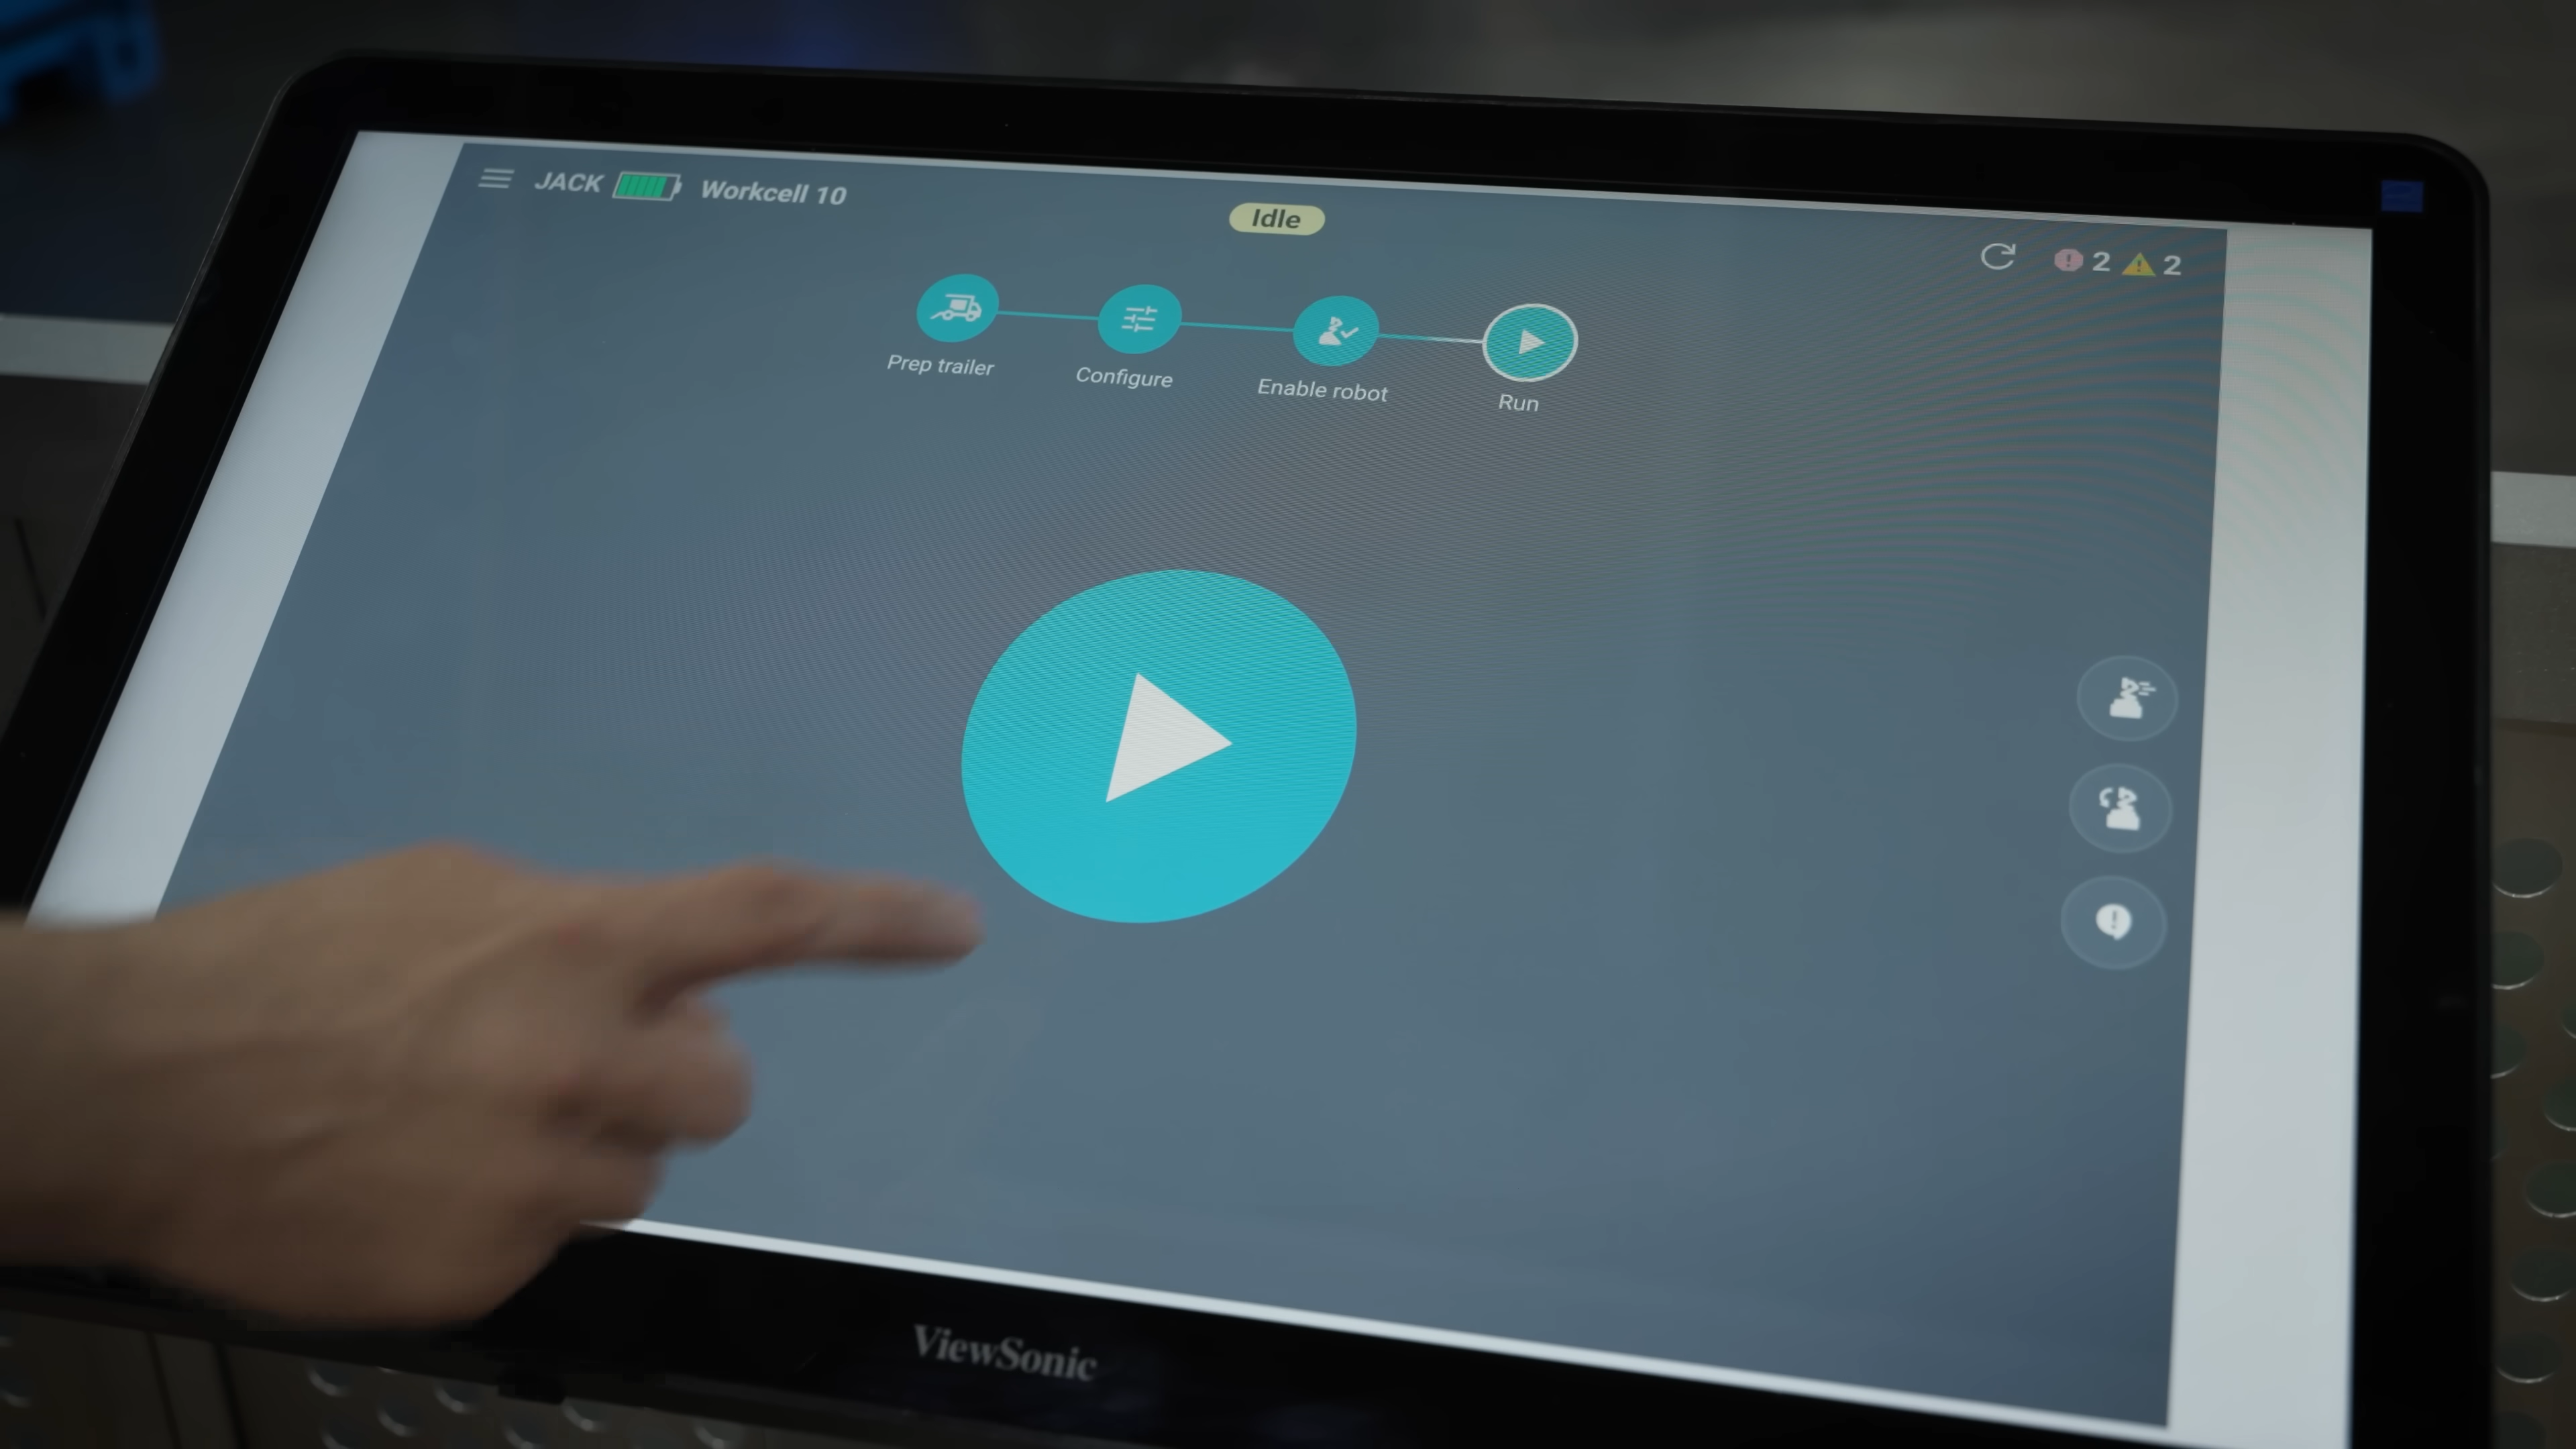 JACK Workcell 10
Idle
2 2
Prep trailer
Configure
Enable robot
Run
ViewSonic